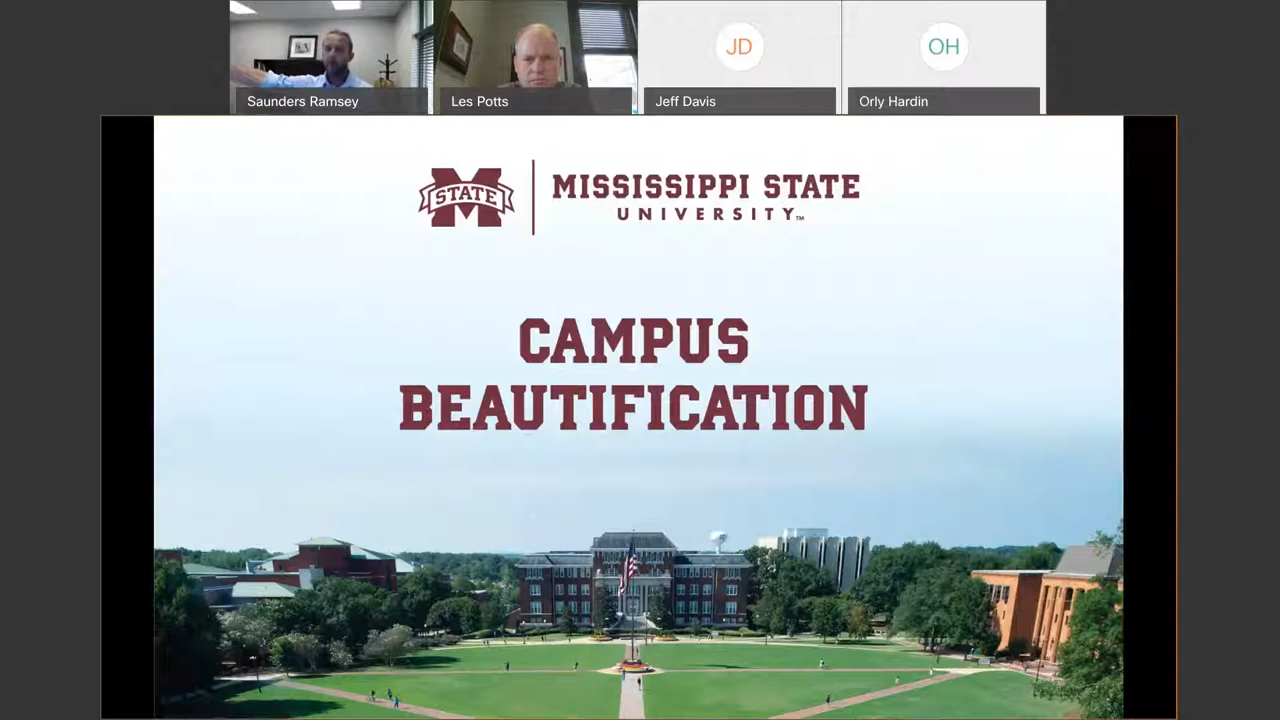 Saunders Ramsey
Les Potts
JD
Jeff Davis
OH
Orly Hardin
STATE
MISSISSIPPI STATE
UNIVERSITY™
CAMPUS
BEAUTIFICATION